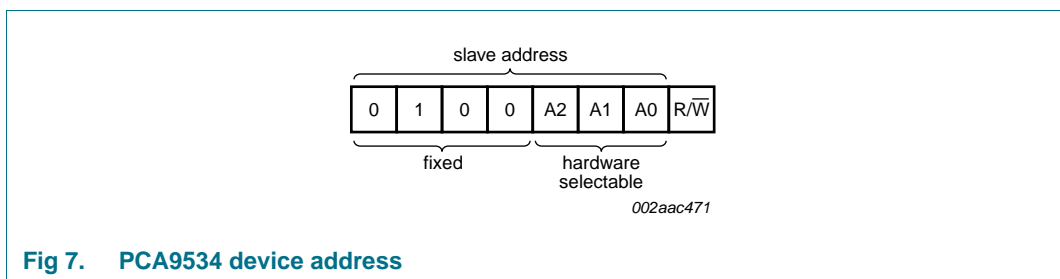 slave address
0 1 0 0 A2 A1 A0 R/W̅
fixed
hardware
selectable
002aac471
Fig 7. PCA9534 device address